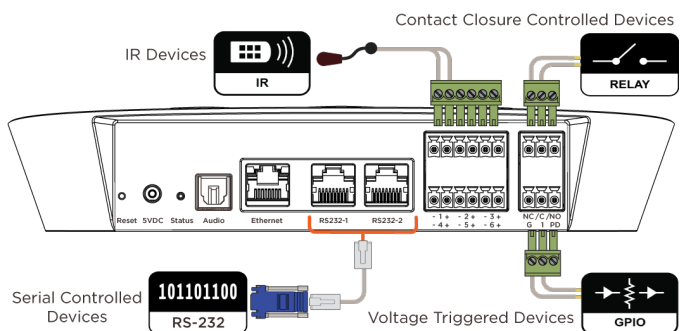 Contact Closure Controlled Devices
IR Devices
IR
RELAY
Reset 5VDC Status Audio Ethernet RS232-1 RS232-2
- 1 + - 2 + - 3 + NC/C/NO
- 4 + - 5 + - 6 + G 1 PD
Serial Controlled
Devices
101101100
RS-232
Voltage Triggered Devices
GPIO